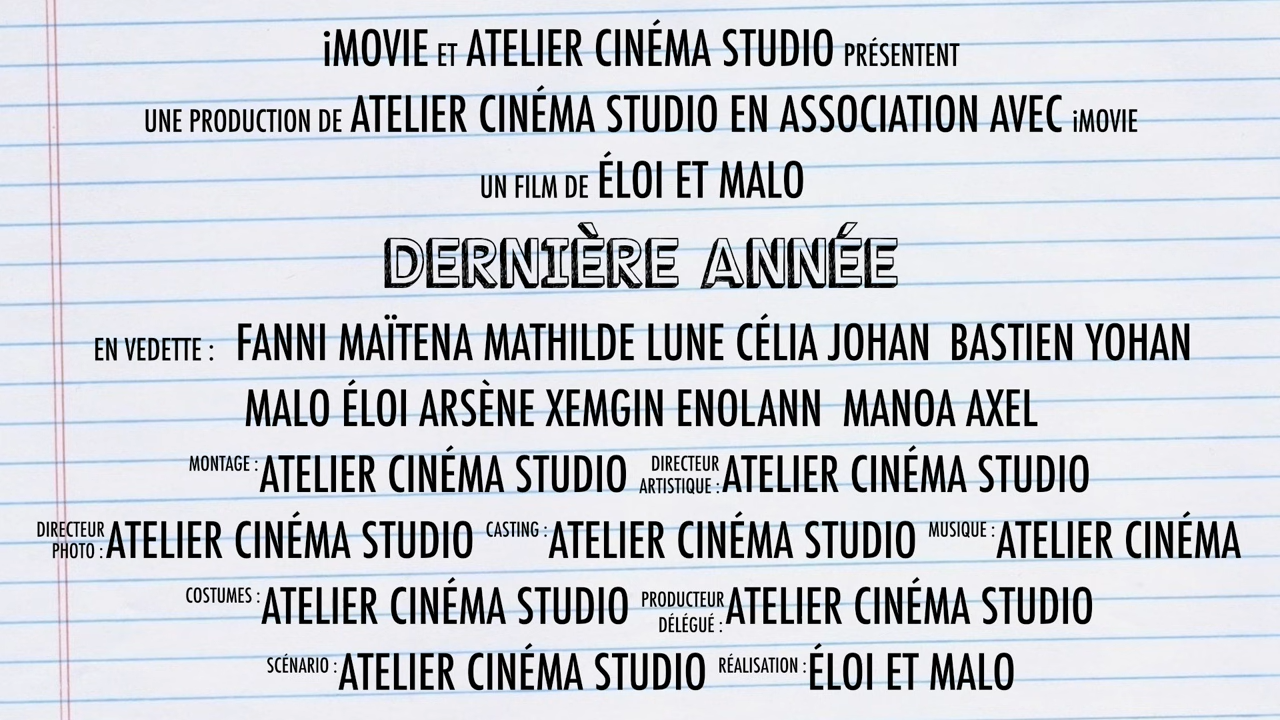 iMOVIE ET ATELIER CINÉMA STUDIO PRÉSENTENT
UNE PRODUCTION DE ATELIER CINÉMA STUDIO EN ASSOCIATION AVEC iMOVIE
UN FILM DE ÉLOI ET MALO
DERNIÈRE ANNÉE
EN VEDETTE : FANNI MAÏTENA MATHILDE LUNE CÉLIA JOHAN BASTIEN YOHAN
MALO ÉLOI ARSÈNE XEMGIN ENOLANN MANOA AXEL
MONTAGE : ATELIER CINÉMA STUDIO DIRECTEUR ARTISTIQUE : ATELIER CINÉMA STUDIO
DIRECTEUR PHOTO : ATELIER CINÉMA STUDIO CASTING : ATELIER CINÉMA STUDIO MUSIQUE : ATELIER CINÉMA
COSTUMES : ATELIER CINÉMA STUDIO PRODUCTEUR DÉLÉGUÉ : ATELIER CINÉMA STUDIO
SCÉNARIO : ATELIER CINÉMA STUDIO RÉALISATION : ÉLOI ET MALO